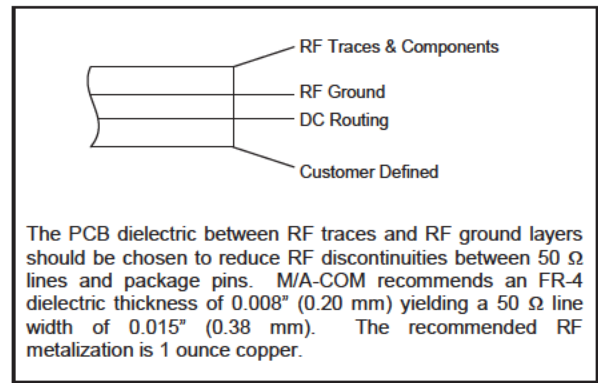 RF Traces & Components
RF Ground
DC Routing
Customer Defined
The PCB dielectric between RF traces and RF ground layers
should be chosen to reduce RF discontinuities between 50 Ω
lines and package pins. M/A-COM recommends an FR-4
dielectric thickness of 0.008” (0.20 mm) yielding a 50 Ω line
width of 0.015” (0.38 mm). The recommended RF
metalization is 1 ounce copper.